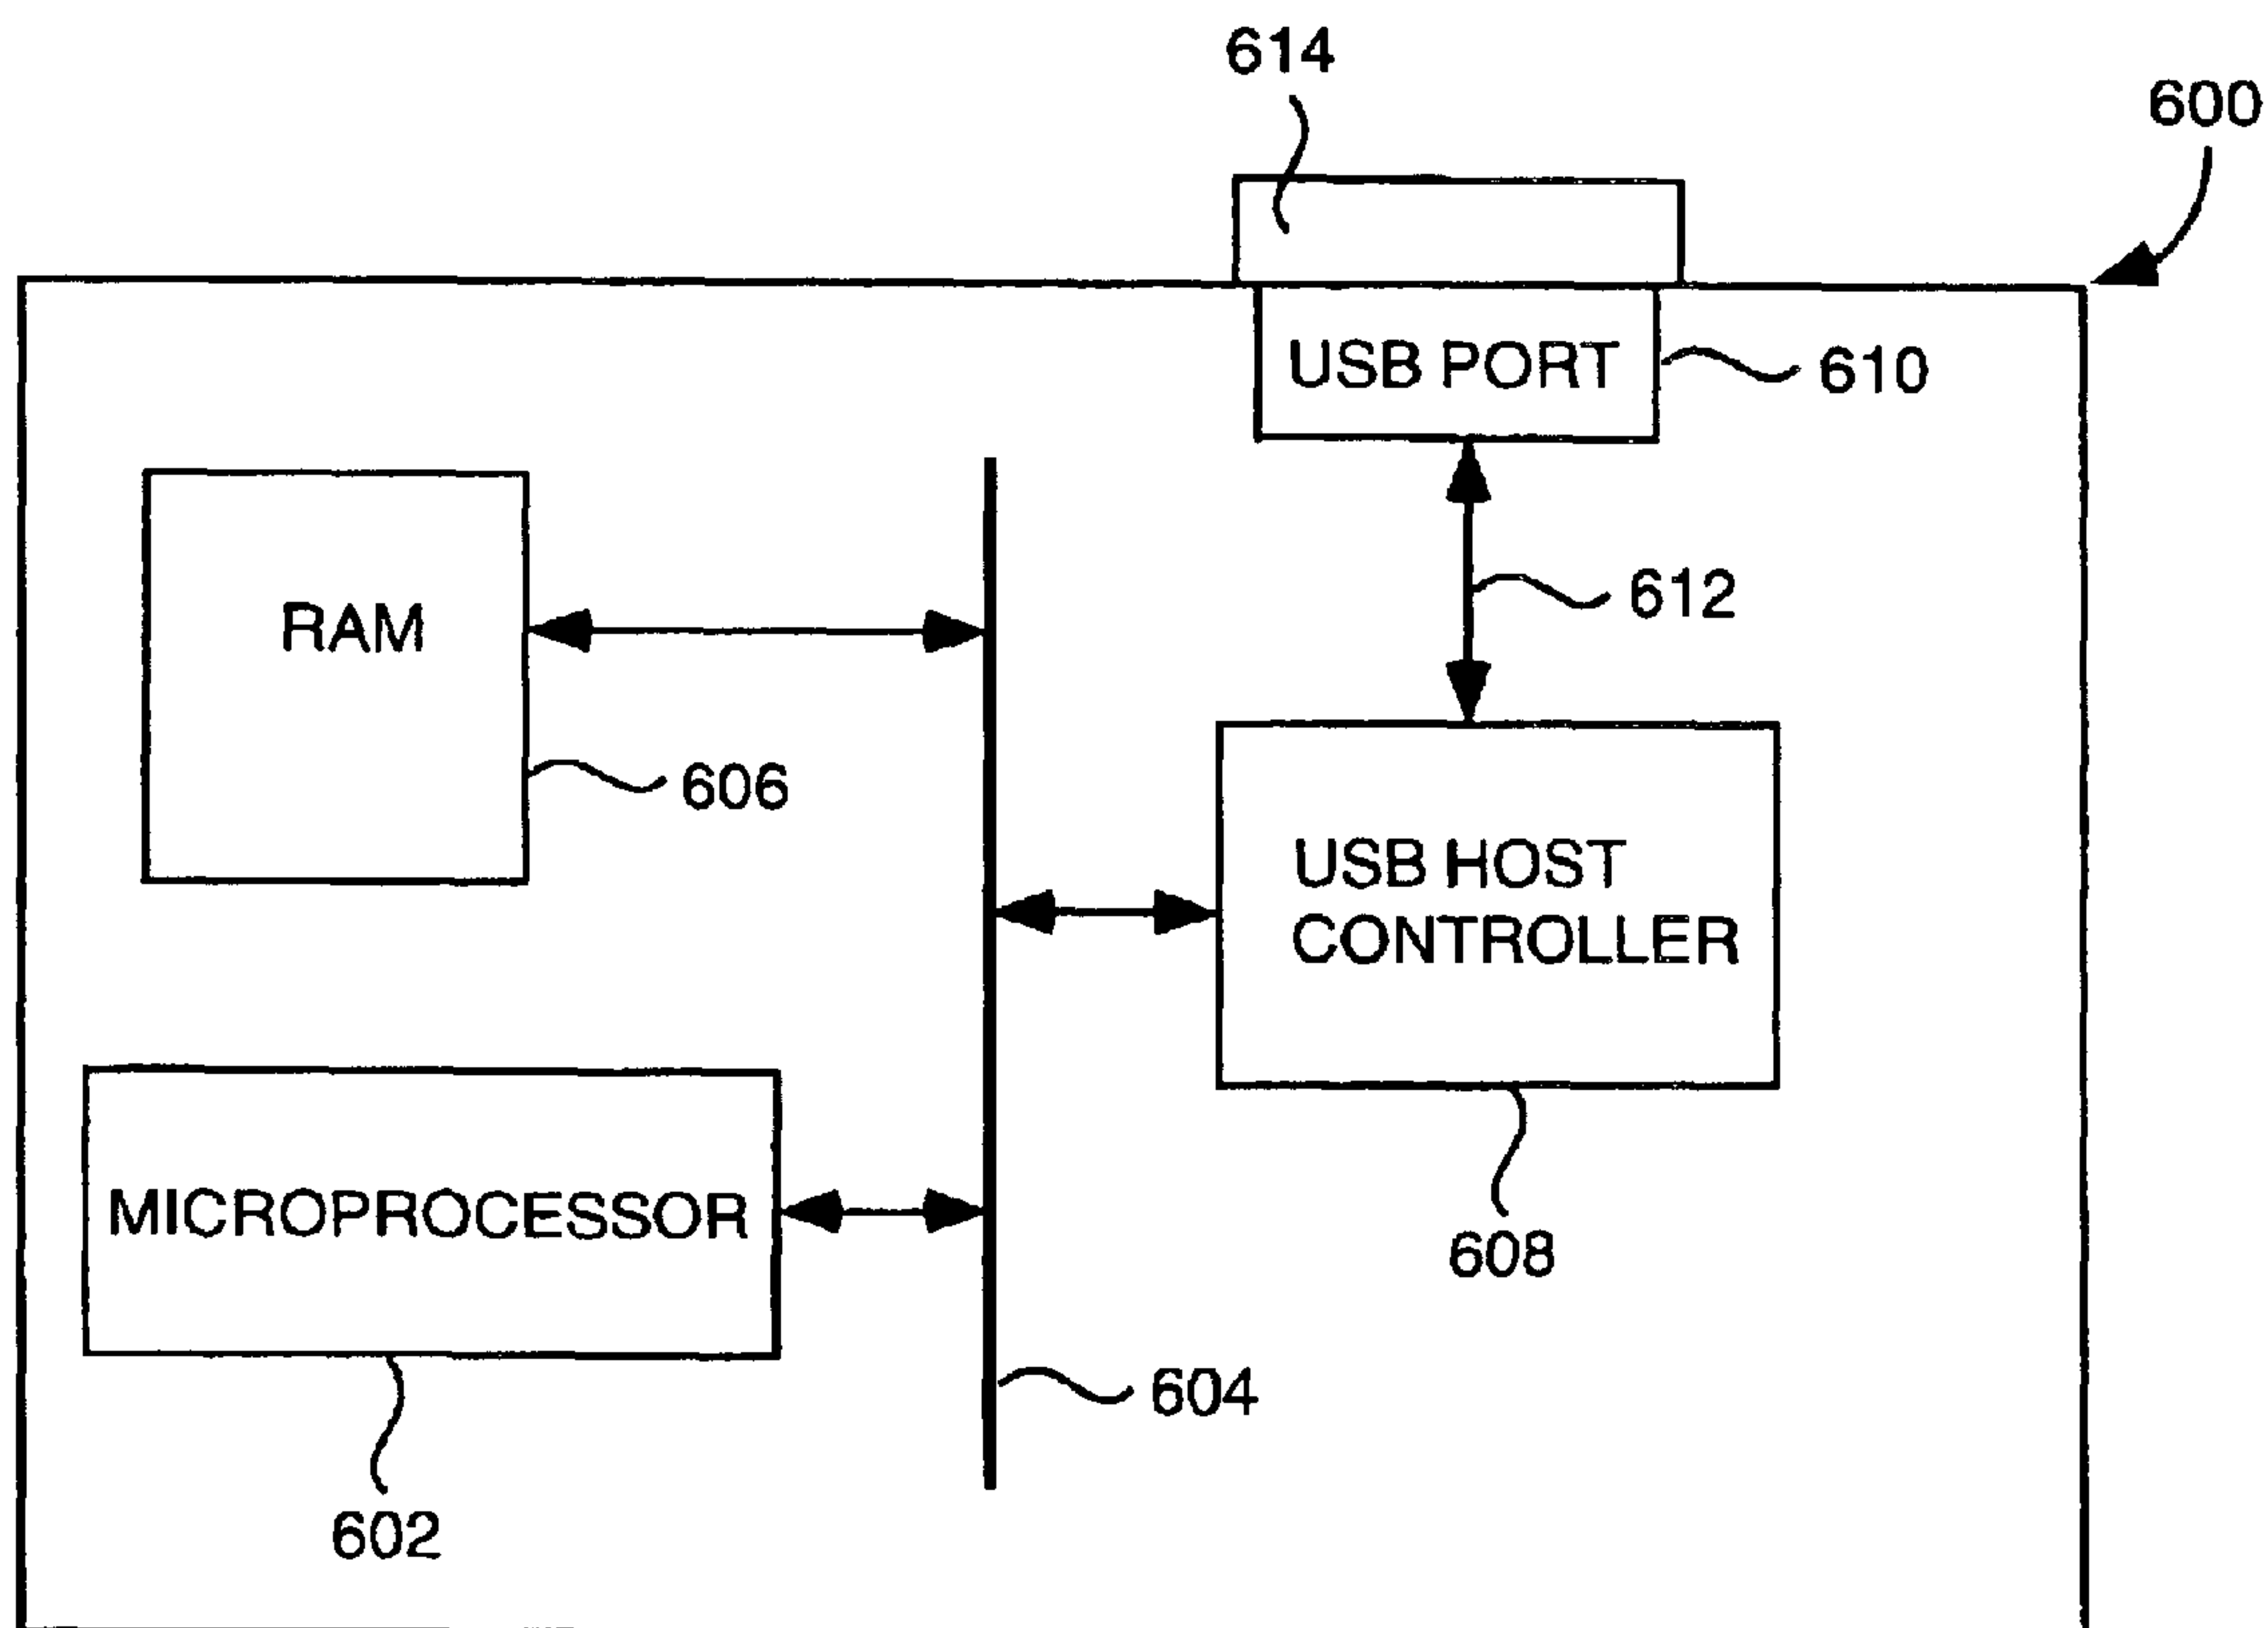 614
600
USB PORT
610
612
RAM
606
USB HOST
CONTROLLER
608
MICROPROCESSOR
602
604